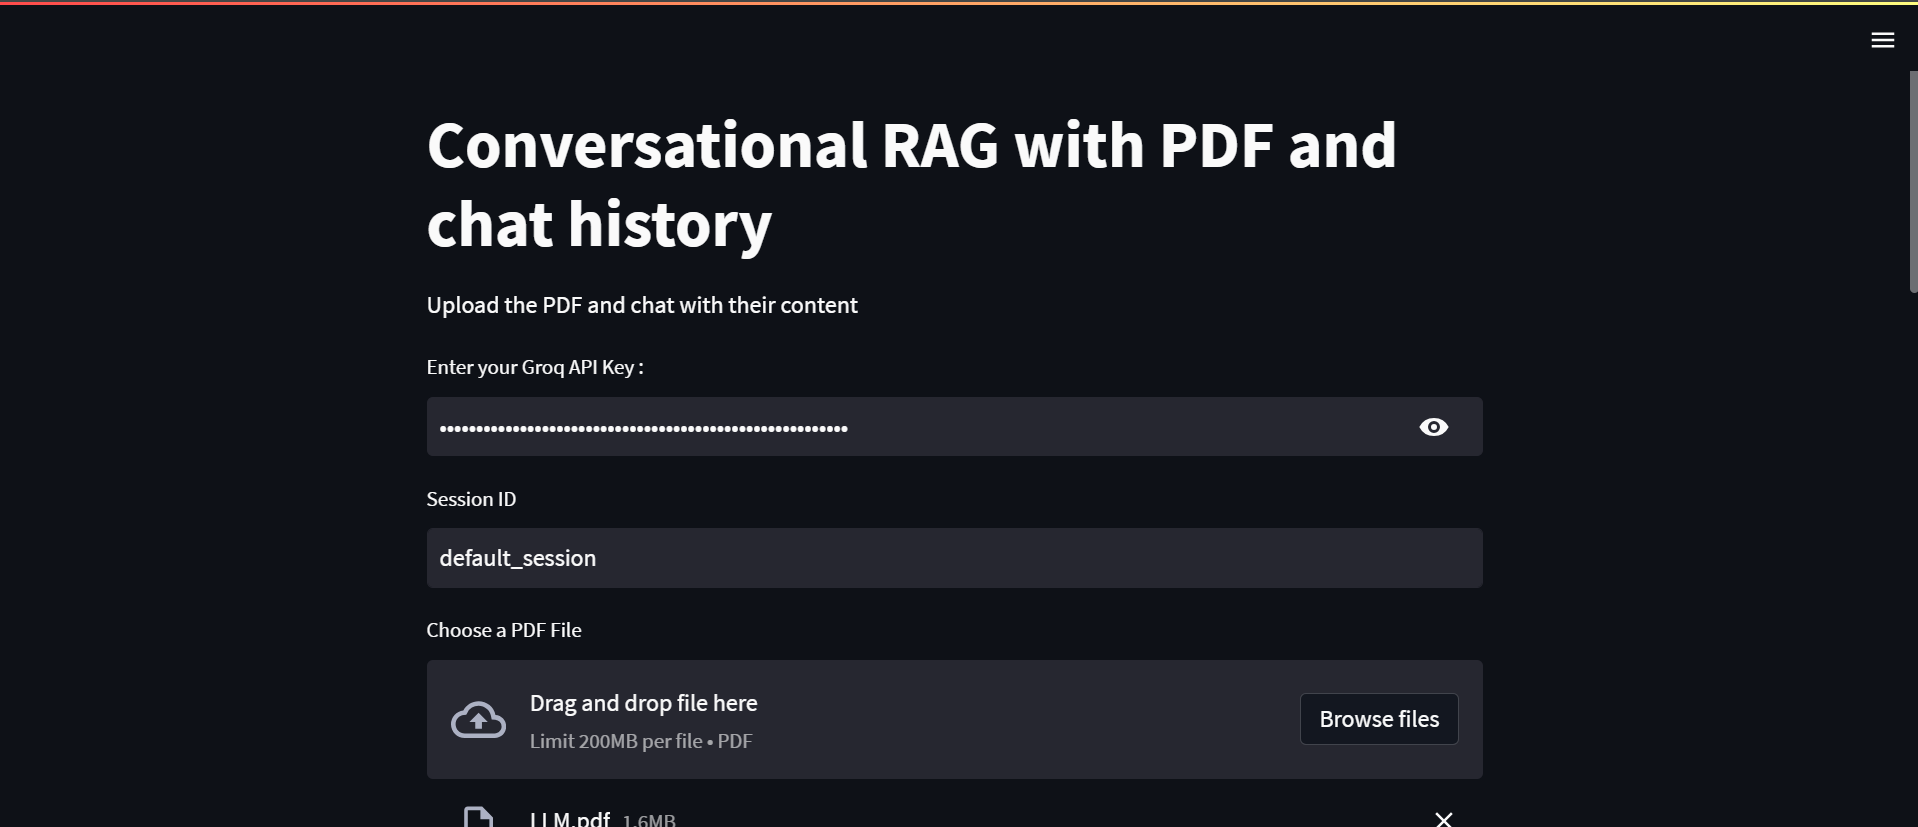 Conversational RAG with PDF and
chat history
Upload the PDF and chat with their content
Enter your Groq API Key :
••••••••••••••••••••••••••••••••••••••••••••••••••••••••
Session ID
default_session
Choose a PDF File
Drag and drop file here
Limit 200MB per file • PDF
Browse files
LLM.pdf 1.6MB